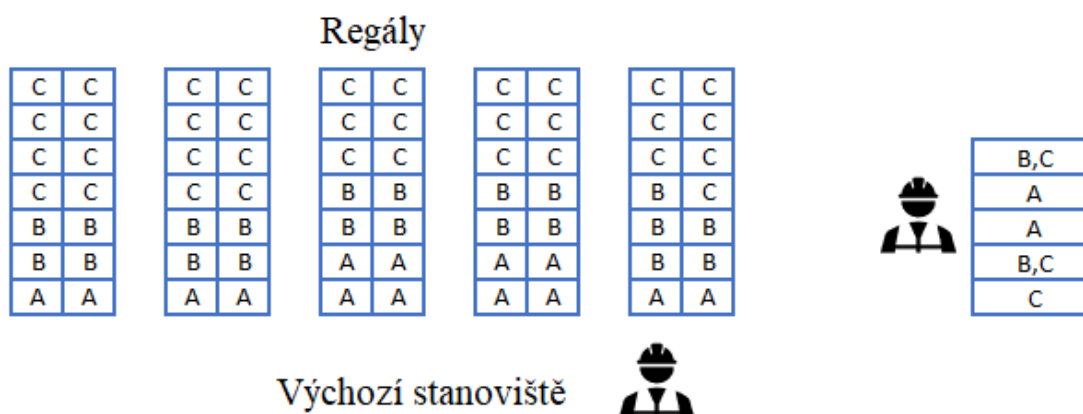 Regály
C C C C C C C C C C
C C C C C C C C C C
C C C C C C C C C C B,C
C C C C B B B B B C A
B B B B B B B B B B A
B B B B A A A A B B B,C
A A A A A A A A A A C
Výchozí stanoviště